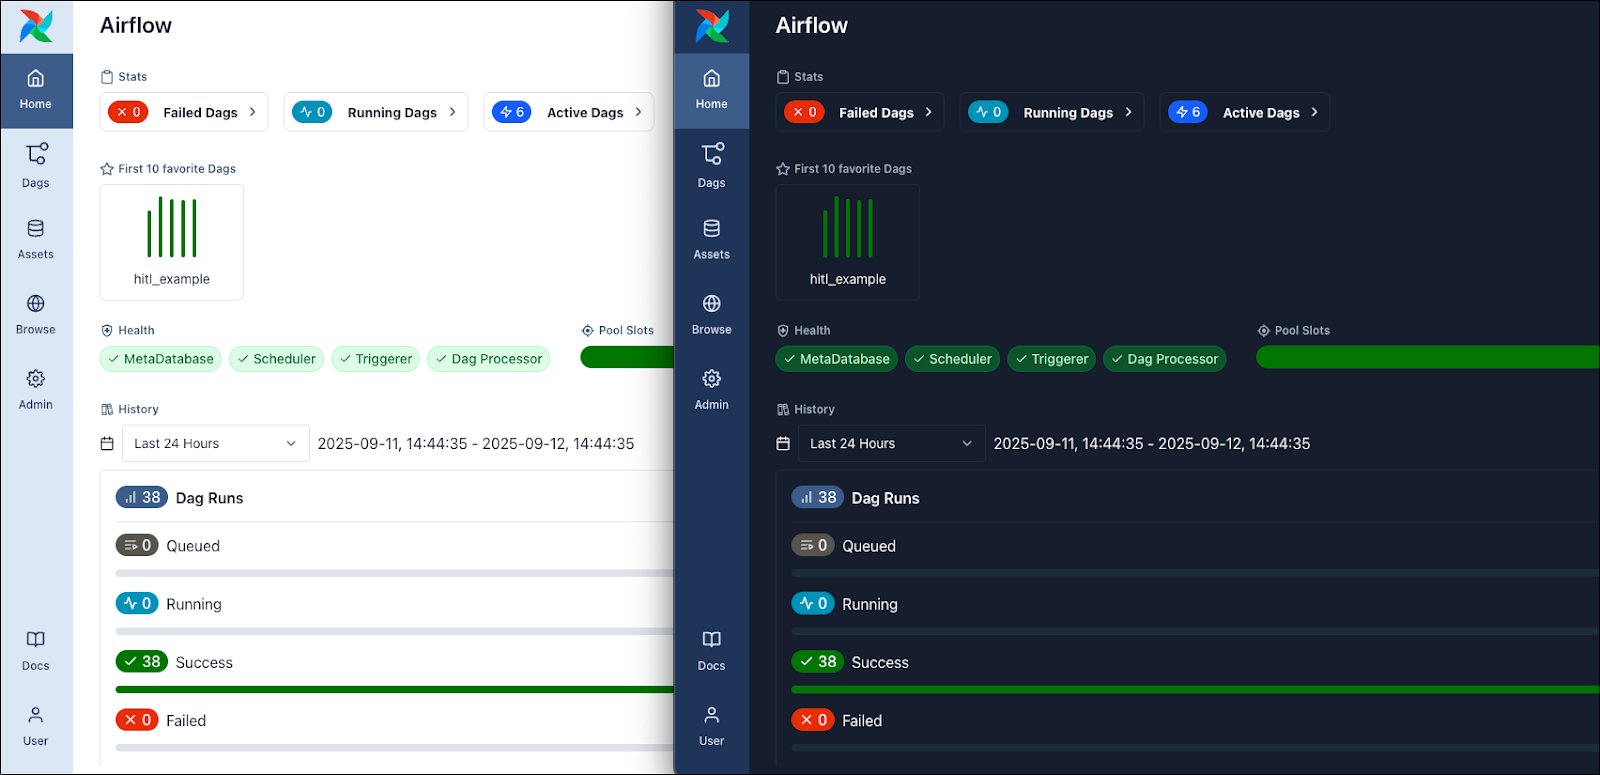 Airflow
Home
Dags
Assets
Browse
Admin
Docs
User
Stats
0 Failed Dags
0 Running Dags
6 Active Dags
First 10 favorite Dags
hitl_example
Health
Pool Slots
MetaDatabase
Scheduler
Triggerer
Dag Processor
History
Last 24 Hours
2025-09-11, 14:44:35 - 2025-09-12, 14:44:35
38 Dag Runs
0 Queued
0 Running
38 Success
0 Failed
Airflow
Home
Dags
Assets
Browse
Admin
Docs
User
Stats
0 Failed Dags
0 Running Dags
6 Active Dags
First 10 favorite Dags
hitl_example
Health
Pool Slots
MetaDatabase
Scheduler
Triggerer
Dag Processor
History
Last 24 Hours
2025-09-11, 14:44:35 - 2025-09-12, 14:44:35
38 Dag Runs
0 Queued
0 Running
38 Success
0 Failed